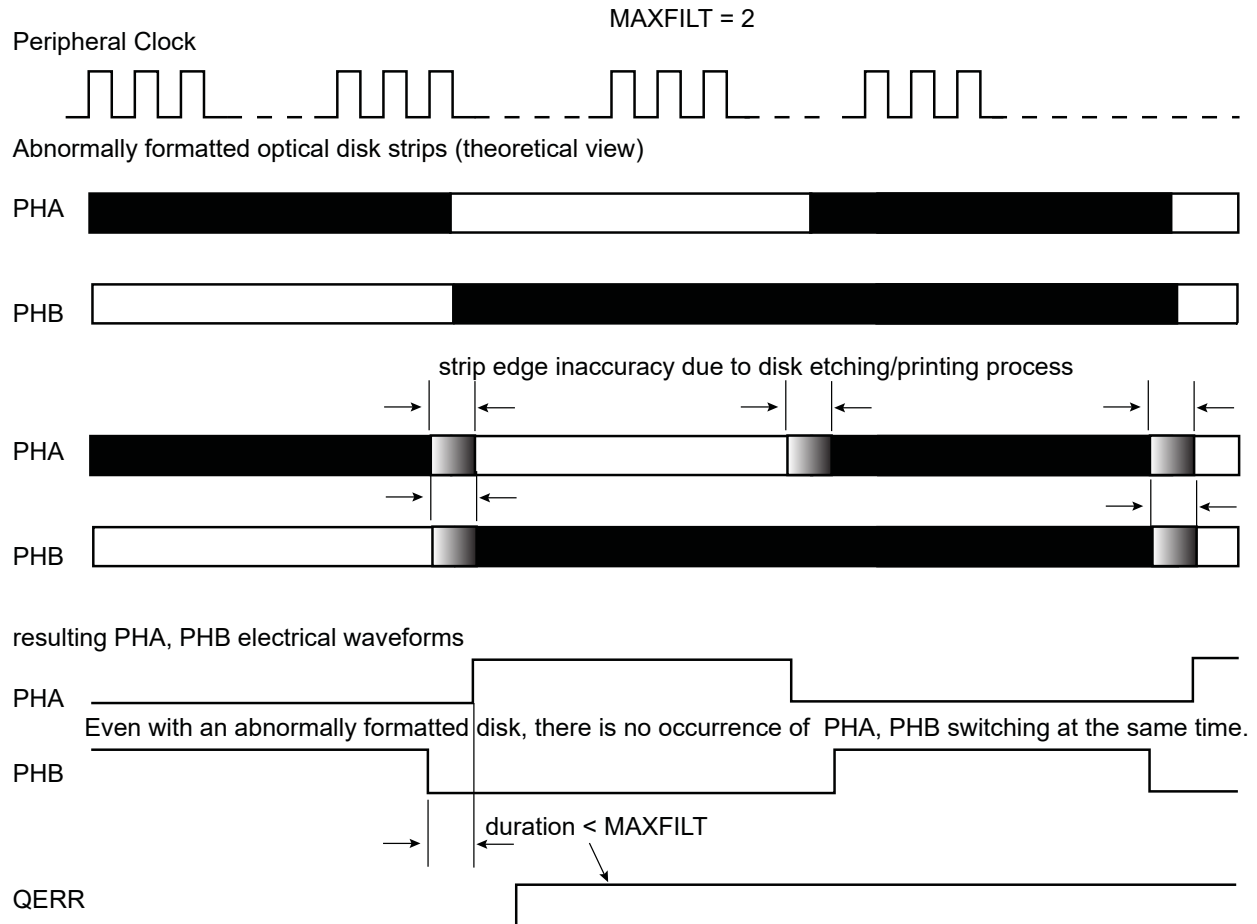 MAXFILT = 2
Peripheral Clock
Abnormally formatted optical disk strips (theoretical view)
PHA
PHB
strip edge inaccuracy due to disk etching/printing process
PHA
PHB
resulting PHA, PHB electrical waveforms
PHA
Even with an abnormally formatted disk, there is no occurrence of PHA, PHB switching at the same time.
PHB
duration < MAXFILT
QERR